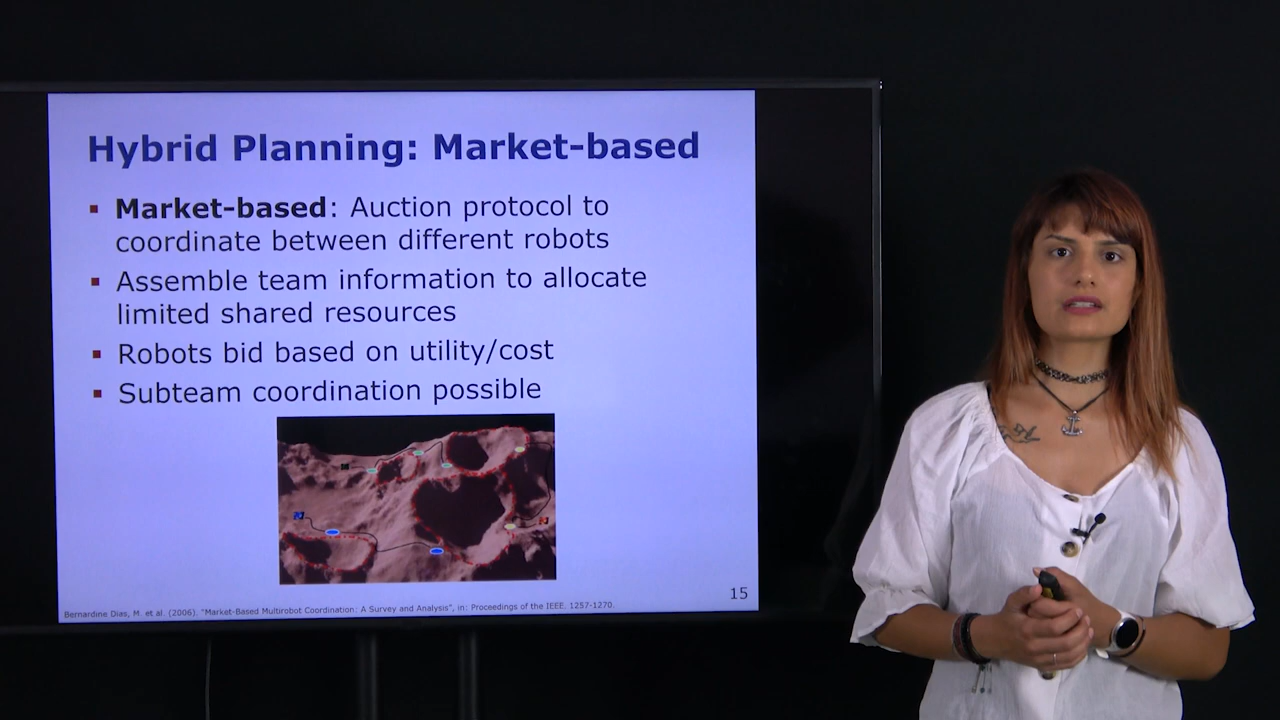 Hybrid Planning: Market-based
Market-based: Auction protocol to
coordinate between different robots
Assemble team information to allocate
limited shared resources
Robots bid based on utility/cost
Subteam coordination possible
15
Bernardine Dias, M. et al. (2006). "Market-Based Multirobot Coordination: A Survey and Analysis", in: Proceedings of the IEEE. 1257-1270.